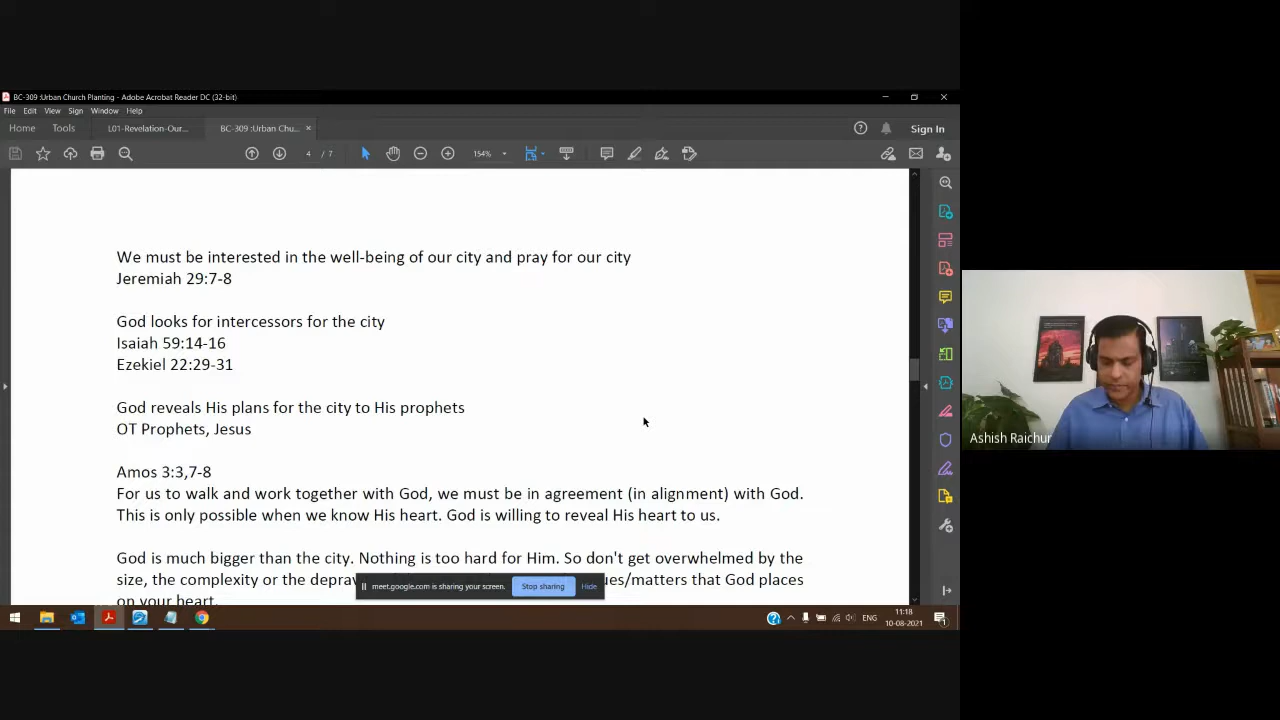 BC-309 :Urban Church Planting - Adobe Acrobat Reader DC (32-bit)
File Edit View Sign Window Help
Home Tools L01-Revelation-Our... BC-309 :Urban Chu... × Sign In
4 / 7 154%
We must be interested in the well-being of our city and pray for our city
Jeremiah 29:7-8
God looks for intercessors for the city
Isaiah 59:14-16
Ezekiel 22:29-31
God reveals His plans for the city to His prophets
OT Prophets, Jesus
Amos 3:3,7-8
For us to walk and work together with God, we must be in agreement (in alignment) with God.
This is only possible when we know His heart. God is willing to reveal His heart to us.
God is much bigger than the city. Nothing is too hard for Him. So don't get overwhelmed by the
size, the complexity or the deprav ues/matters that God places
on your heart.
meet.google.com is sharing your screen. Stop sharing Hide
Ashish Raichur
ENG 11:18
10-08-2021